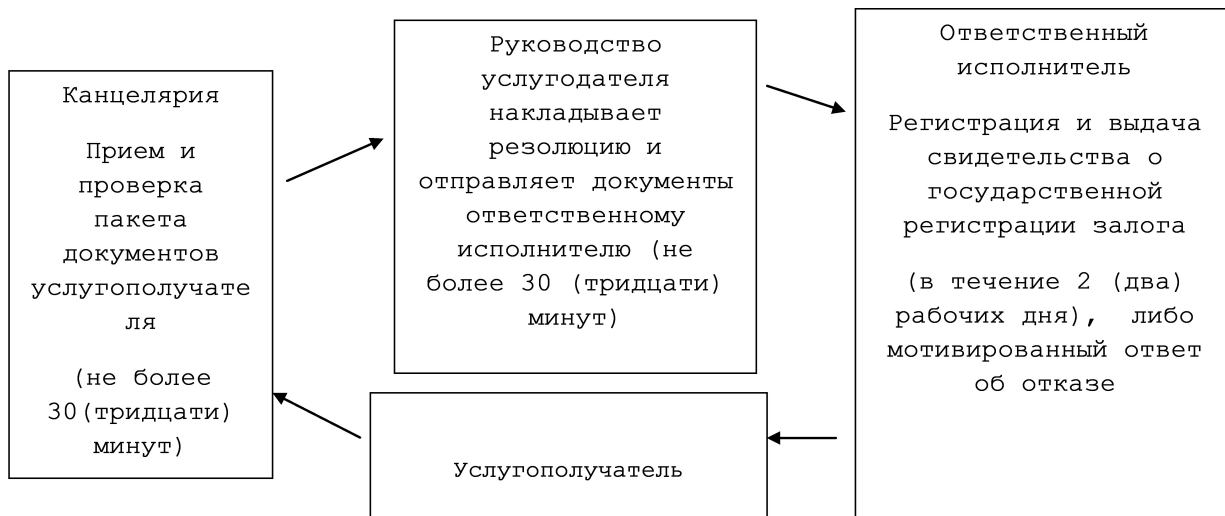 Канцелярия
Прием и
проверка
пакета
документов
услугополучате
ля
(не более
30(тридцати)
минут)
Руководство
услугодателя
накладывает
резолюцию и
отправляет документы
ответственному
исполнителю (не
более 30 (тридцати)
минут)
Ответственный
исполнитель
Регистрация и выдача
свидетельства о
государственной
регистрации залога
(в течение 2 (два)
рабочих дня), либо
мотивированный ответ
об отказе
Услугополучатель